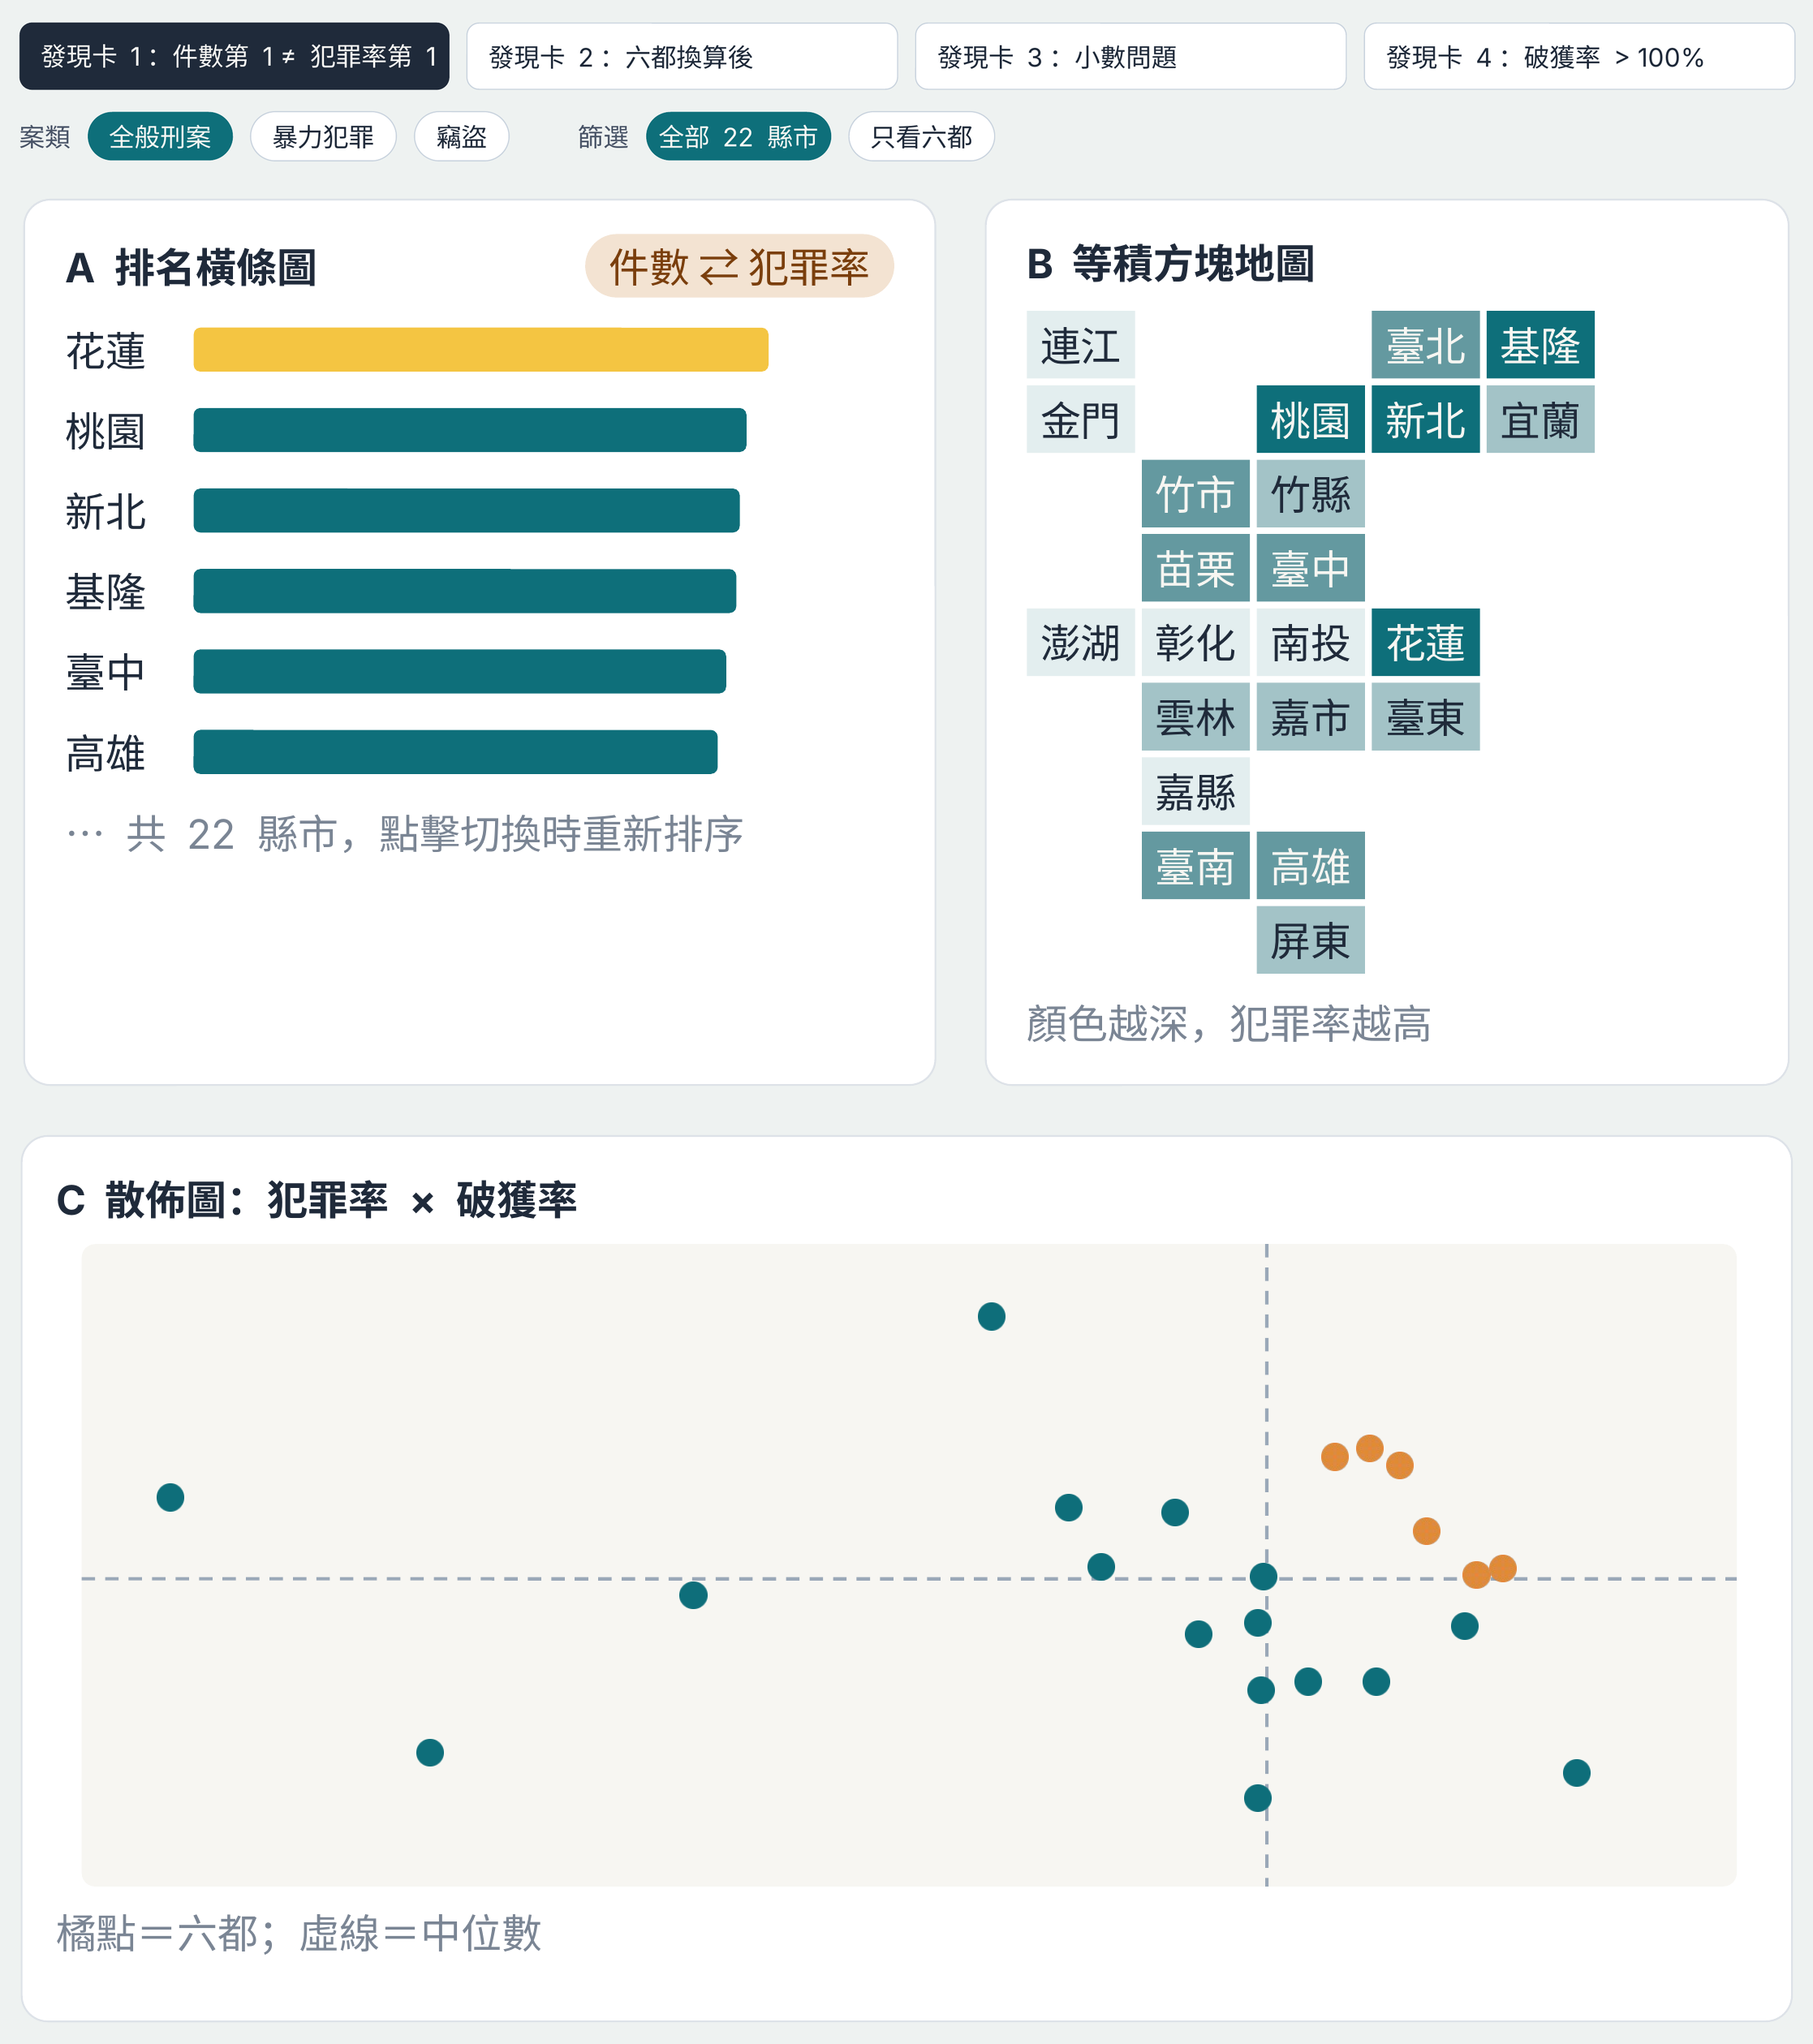 發現卡 1：件數第 1 ≠ 犯罪率第 1
發現卡 2：六都換算後
發現卡 3：小數問題
發現卡 4：破獲率 > 100%
案類 全般刑案 暴力犯罪 竊盜 篩選 全部 22 縣市 只看六都
A 排名橫條圖
件數 ⇄ 犯罪率
花蓮
桃園
新北
基隆
臺中
高雄
… 共 22 縣市，點擊切換時重新排序
B 等積方塊地圖
連江 臺北 基隆
金門 桃園 新北 宜蘭
竹市 竹縣
苗栗 臺中
澎湖 彰化 南投 花蓮
雲林 嘉市 臺東
嘉縣
臺南 高雄
屏東
顏色越深，犯罪率越高
C 散佈圖：犯罪率 × 破獲率
橘點＝六都；虛線＝中位數